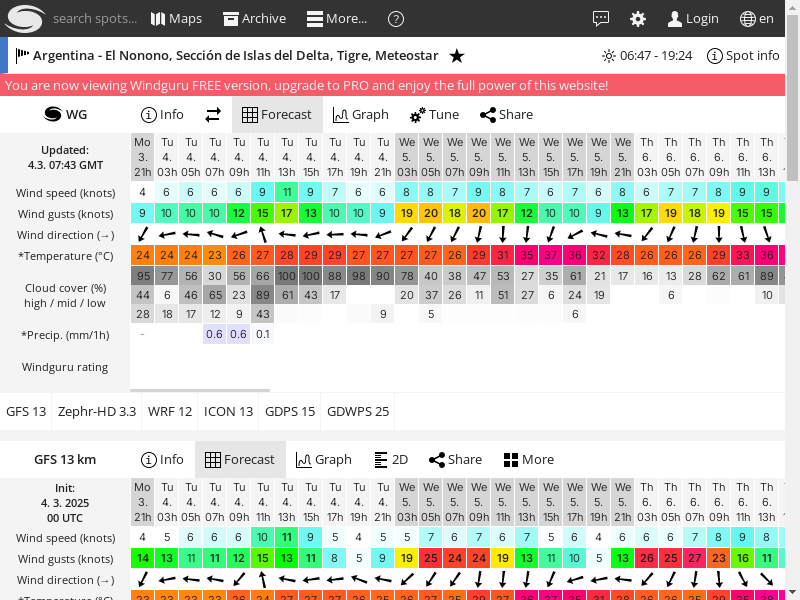 search spots... Maps Archive More... ? Login en
Argentina - El Nonono, Sección de Islas del Delta, Tigre, Meteostar ★ 06:47 - 19:24 Spot info
You are now viewing Windguru FREE version, upgrade to PRO and enjoy the full power of this website!
WG Info Forecast Graph Tune Share
Updated:
4.3. 07:43 GMT
Mo Tu Tu Tu Tu Tu Tu Tu Tu Tu Tu We We We We We We We We We We Th Th Th Th Th Th
3. 4. 4. 4. 4. 4. 4. 4. 4. 4. 4. 5. 5. 5. 5. 5. 5. 5. 5. 5. 5. 6. 6. 6. 6. 6. 6.
21h 03h 05h 07h 09h 11h 13h 15h 17h 19h 21h 03h 05h 07h 09h 11h 13h 15h 17h 19h 21h 03h 05h 07h 09h 11h 13h
Wind speed (knots) 4 6 6 6 6 9 11 9 7 6 6 8 8 7 9 8 7 6 7 6 8 6 7 7 8 9 9
Wind gusts (knots) 9 10 10 10 12 15 17 13 10 10 9 19 20 18 20 17 12 10 10 9 13 17 19 18 19 15 15
Wind direction (→)
*Temperature (°C) 24 24 24 23 26 27 28 29 29 27 27 27 27 26 29 31 35 37 36 32 28 26 26 26 29 33 36
Cloud cover (%)
high / mid / low
95 77 56 30 56 66 100 100 88 98 90 78 40 38 47 53 27 35 61 21 17 16 13 28 62 61 89
44 6 46 65 23 89 61 43 17 20 37 26 11 51 27 6 24 19 6 10
28 18 17 12 9 43 9 5 6
*Precip. (mm/1h) - 0.6 0.6 0.1
Windguru rating
GFS 13 Zephr-HD 3.3 WRF 12 ICON 13 GDPS 15 GDWPS 25
GFS 13 km Info Forecast Graph 2D Share More
Init:
4. 3. 2025
00 UTC
Mo Tu Tu Tu Tu Tu Tu Tu Tu Tu Tu We We We We We We We We We We Th Th Th Th Th Th
3. 4. 4. 4. 4. 4. 4. 4. 4. 4. 4. 5. 5. 5. 5. 5. 5. 5. 5. 5. 5. 6. 6. 6. 6. 6. 6.
21h 03h 05h 07h 09h 11h 13h 15h 17h 19h 21h 03h 05h 07h 09h 11h 13h 15h 17h 19h 21h 03h 05h 07h 09h 11h 13h
Wind speed (knots) 4 5 6 6 6 10 11 9 5 4 5 5 7 6 7 6 7 5 6 4 6 6 6 7 8 9 8
Wind gusts (knots) 14 13 11 11 12 15 13 11 8 5 9 19 25 24 24 19 13 11 10 5 13 26 25 27 23 16 11
Wind direction (→)